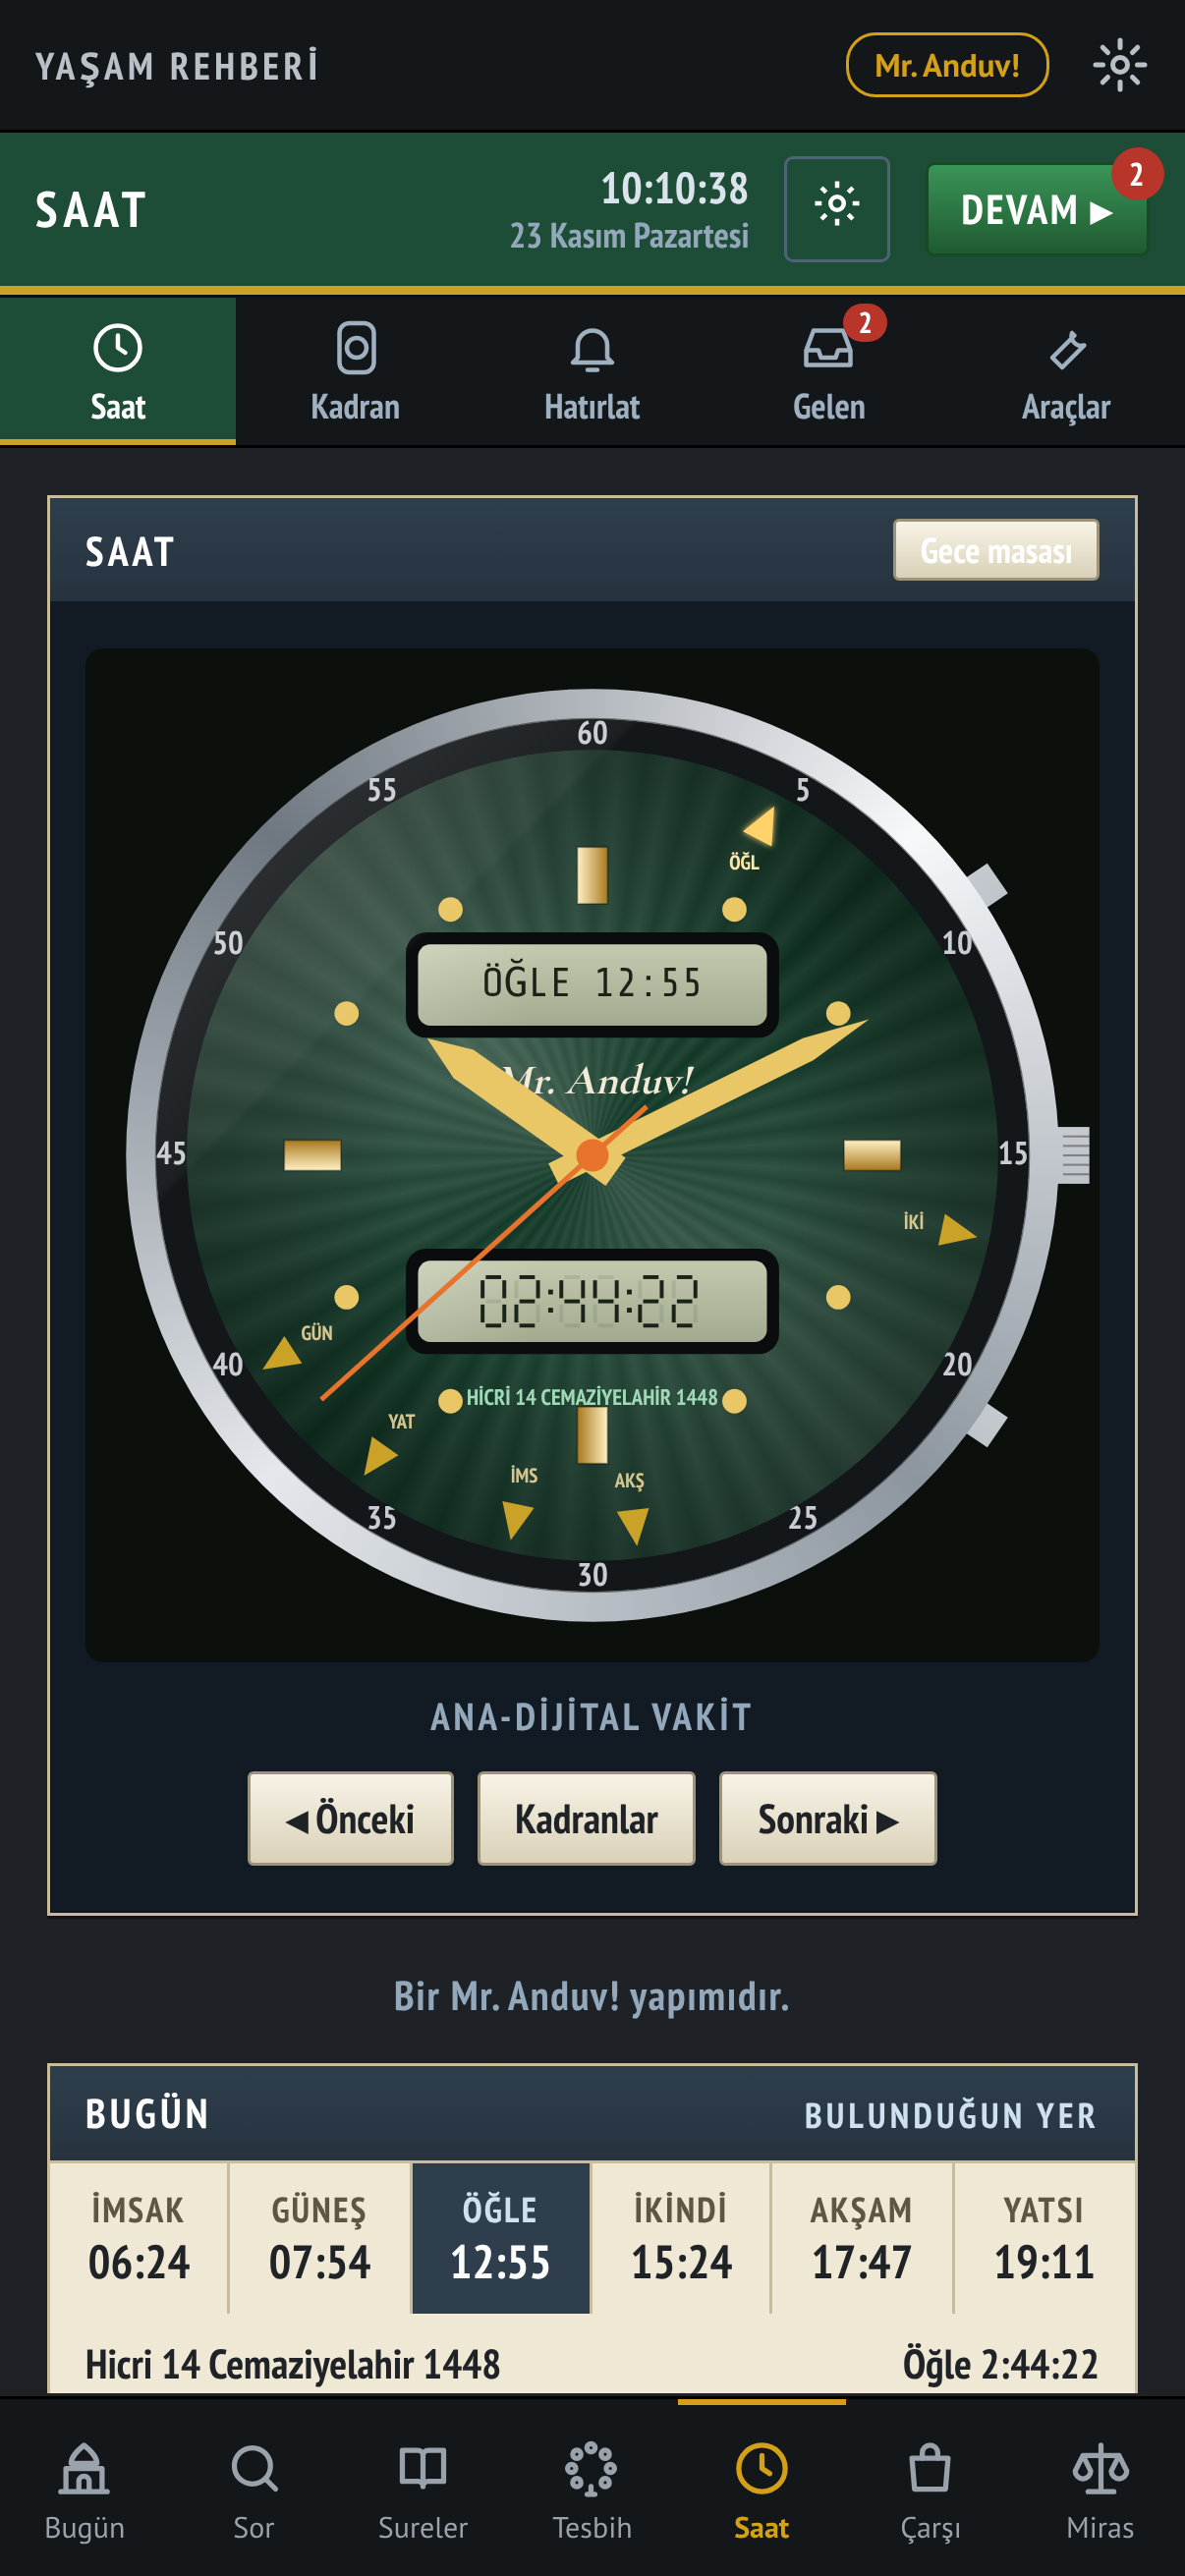 YAŞAM REHBERİ
Mr. Anduv!
SAAT
10:10:38
23 Kasım Pazartesi
DEVAM ▶
2
Saat
Kadran
Hatırlat
Gelen
2
Araçlar
SAAT
Gece masası
60
55
5
ÖĞL
50
10
ÖĞLE 12:55
Mr. Anduv!
45
15
İKİ
02:44:22
GÜN
40
20
HİCRİ 14 CEMAZİYELAHİR 1448
YAT
İMS
AKŞ
35
25
30
ANA-DİJİTAL VAKİT
◀ Önceki
Kadranlar
Sonraki ▶
Bir Mr. Anduv! yapımıdır.
BUGÜN
BULUNDUĞUN YER
İMSAK GÜNEŞ ÖĞLE İKİNDİ AKŞAM YATSI
06:24 07:54 12:55 15:24 17:47 19:11
Hicri 14 Cemaziyelahir 1448
Öğle 2:44:22
Bugün Sor Sureler Tesbih Saat Çarşı Miras